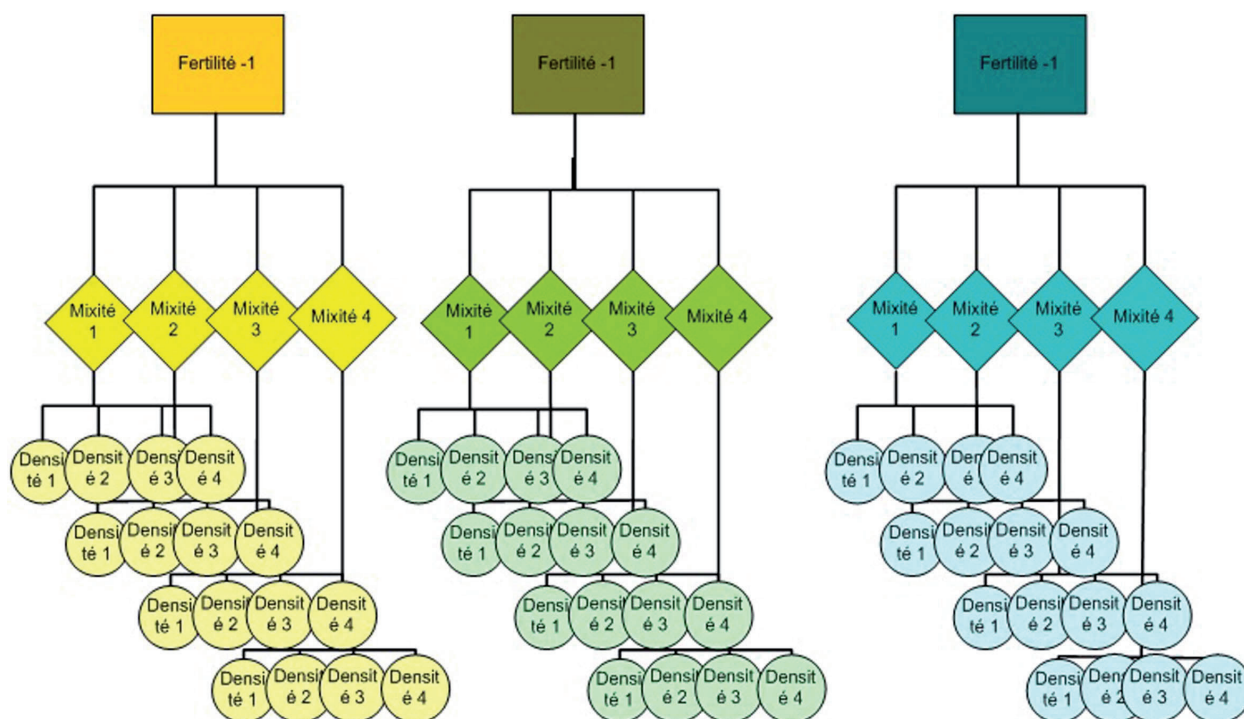 Fertilité -1
Fertilité -1
Fertilité -1
Mixité
1
Mixité
2
Mixité
3
Mixité 4
Mixité
1
Mixité
2
Mixité
3
Mixité 4
Mixité
1
Mixité
2
Mixité
3
Mixité 4
Densi
té 1
Densit
é 2
Densit
é 3
Densit
é 4
Densi
té 1
Densit
é 2
Densit
é 3
Densit
é 4
Densi
té 1
Densit
é 2
Densit
é 3
Densit
é 4
Densi
té 1
Densit
é 2
Densit
é 3
Densit
é 4
Densi
té 1
Densit
é 2
Densit
é 3
Densit
é 4
Densi
té 1
Densit
é 2
Densit
é 3
Densit
é 4
Densi
té 1
Densit
é 2
Densit
é 3
Densit
é 4
Densi
té 1
Densit
é 2
Densit
é 3
Densit
é 4
Densi
té 1
Densit
é 2
Densit
é 3
Densit
é 4
Densi
té 1
Densit
é 2
Densit
é 3
Densit
é 4
Densi
té 1
Densit
é 2
Densit
é 3
Densit
é 4
Densi
té 1
Densit
é 2
Densit
é 3
Densit
é 4